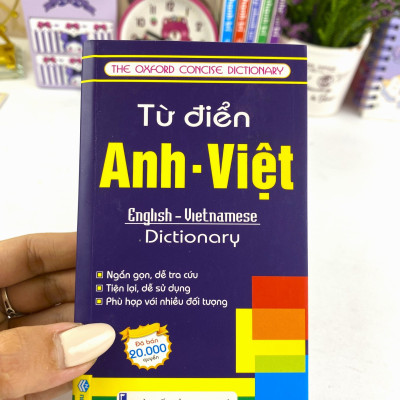 THE OXFORD CONCISE DICTIONARY
Từ điển
Anh - Việt
English - Vietnamese
Dictionary
Ngắn gọn, dễ tra cứu
Tiện lợi, dễ sử dụng
Phù hợp với nhiều đối tượng
Đã bán
20.000
quyển